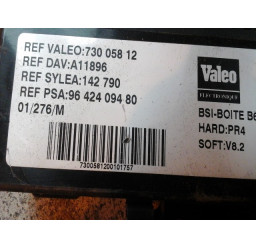 REF VALEO:730 058 12
REF DAV:A11896
REF SYLEA:142 790
REF PSA:96 424 094 80
01/276/M
Valeo
ELECTRONIQUE
BSI-BOITE B6
HARD:PR4
SOFT:V8.2
7300581200101757